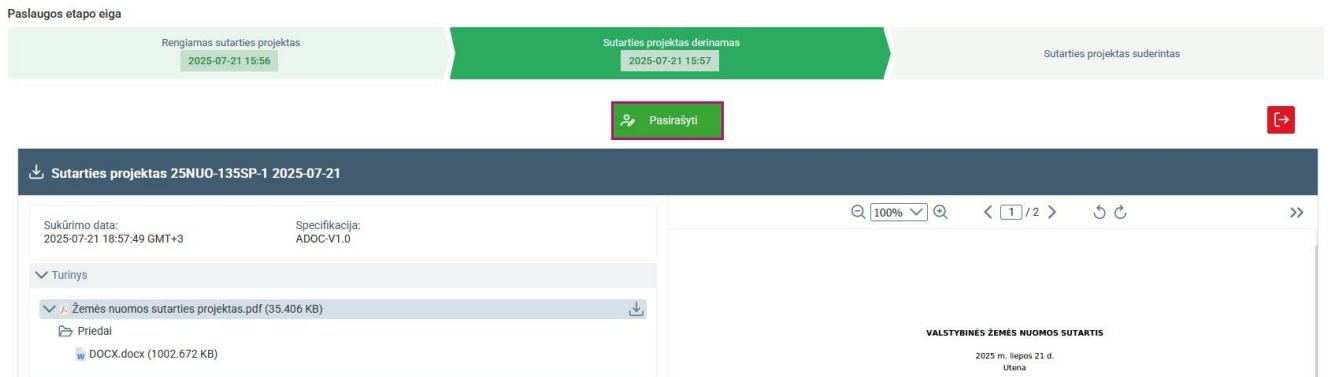 Paslaugos etapo eiga
Rengiamas sutarties projektas
2025-07-21 15:56
Sutarties projektas derinamas
2025-07-21 15:57
Sutarties projektas suderintas
Pasirašyti
Sutarties projektas 25NUO-135SP-1 2025-07-21
Sukūrimo data:
2025-07-21 18:57:49 GMT+3
Specifikacija:
ADOC-V1.0
100%
1 / 2
Turinys
Žemės nuomos sutarties projektas.pdf (35.406 KB)
Priedai
DOCX.docx (1002.672 KB)
VALSTYBINĖS ŽEMĖS NUOMOS SUTARTIS
2025 m. liepos 21 d.
Utena